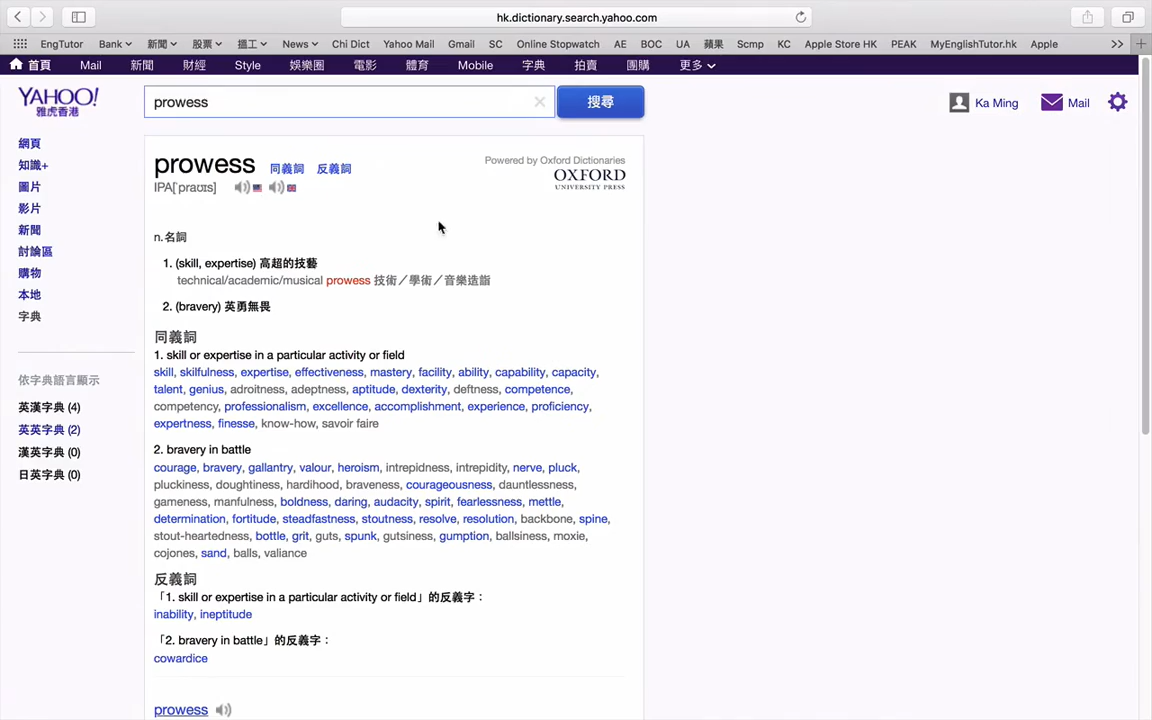 hk.dictionary.search.yahoo.com
EngTutor Bank 新聞 股票 搵工 News Chi Dict Yahoo Mail Gmail SC Online Stopwatch AE BOC UA 蘋果 Scmp KC Apple Store HK PEAK MyEnglishTutor.hk Apple
首頁 Mail 新聞 財經 Style 娛樂圈 電影 體育 Mobile 字典 拍賣 團購 更多
YAHOO!
雅虎香港
prowess
搜尋
Ka Ming Mail
網頁
知識+
圖片
影片
新聞
討論區
購物
本地
字典
依字典語言顯示
英漢字典 (4)
英英字典 (2)
漢英字典 (0)
日英字典 (0)
prowess 同義詞 反義詞
Powered by Oxford Dictionaries
OXFORD
UNIVERSITY PRESS
IPA[ˋpraʊɪs]
n.名詞
1. (skill, expertise) 高超的技藝
technical/academic/musical prowess 技術／學術／音樂造詣
2. (bravery) 英勇無畏
同義詞
1. skill or expertise in a particular activity or field
skill, skilfulness, expertise, effectiveness, mastery, facility, ability, capability, capacity,
talent, genius, adroitness, adeptness, aptitude, dexterity, deftness, competence,
competency, professionalism, excellence, accomplishment, experience, proficiency,
expertness, finesse, know-how, savoir faire
2. bravery in battle
courage, bravery, gallantry, valour, heroism, intrepidness, intrepidity, nerve, pluck,
pluckiness, doughtiness, hardihood, braveness, courageousness, dauntlessness,
gameness, manfulness, boldness, daring, audacity, spirit, fearlessness, mettle,
determination, fortitude, steadfastness, stoutness, resolve, resolution, backbone, spine,
stout-heartedness, bottle, grit, guts, spunk, gutsiness, gumption, ballsiness, moxie,
cojones, sand, balls, valiance
反義詞
「1. skill or expertise in a particular activity or field」的反義字：
inability, ineptitude
「2. bravery in battle」的反義字：
cowardice
prowess